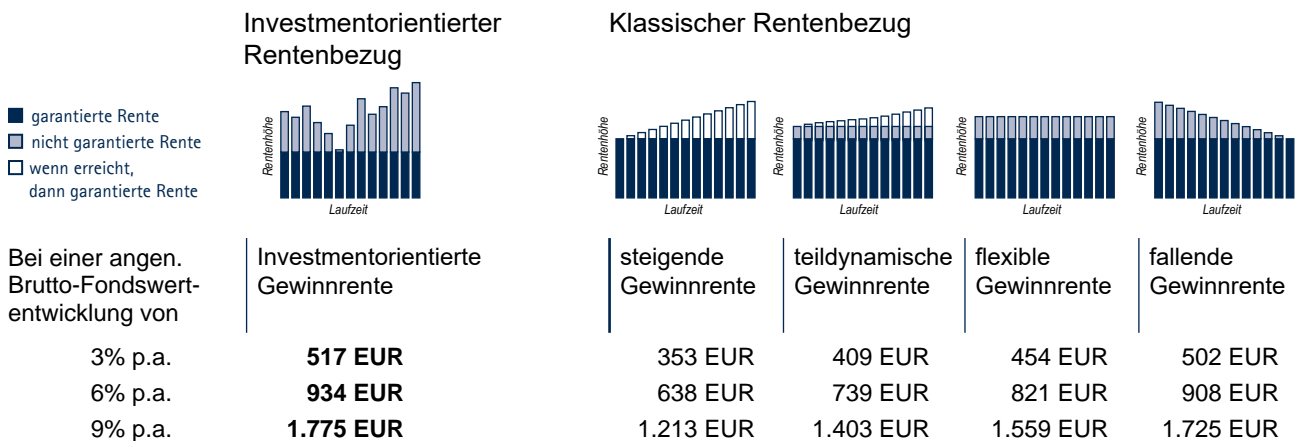 Investmentorientierter
Rentenbezug
Klassischer Rentenbezug
garantierte Rente
nicht garantierte Rente
wenn erreicht,
dann garantierte Rente
Rentenhöhe
Laufzeit
Rentenhöhe
Laufzeit
Rentenhöhe
Laufzeit
Rentenhöhe
Laufzeit
Rentenhöhe
Laufzeit
Bei einer angen.
Brutto-Fondswert-
entwicklung von
Investmentorientierte
Gewinnrente
steigende
Gewinnrente
teildynamische
Gewinnrente
flexible
Gewinnrente
fallende
Gewinnrente
3% p.a. 517 EUR 353 EUR 409 EUR 454 EUR 502 EUR
6% p.a. 934 EUR 638 EUR 739 EUR 821 EUR 908 EUR
9% p.a. 1.775 EUR 1.213 EUR 1.403 EUR 1.559 EUR 1.725 EUR